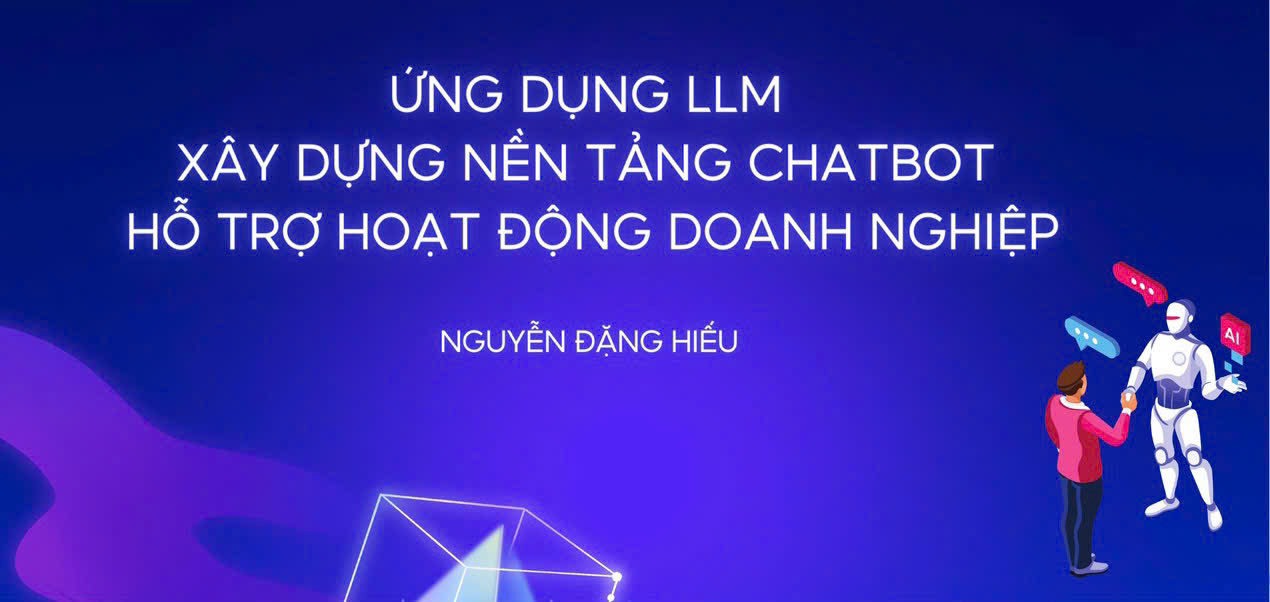 ỨNG DỤNG LLM
XÂY DỰNG NỀN TẢNG CHATBOT
HỖ TRỢ HOẠT ĐỘNG DOANH NGHIỆP
NGUYỄN ĐẶNG HIẾU
AI